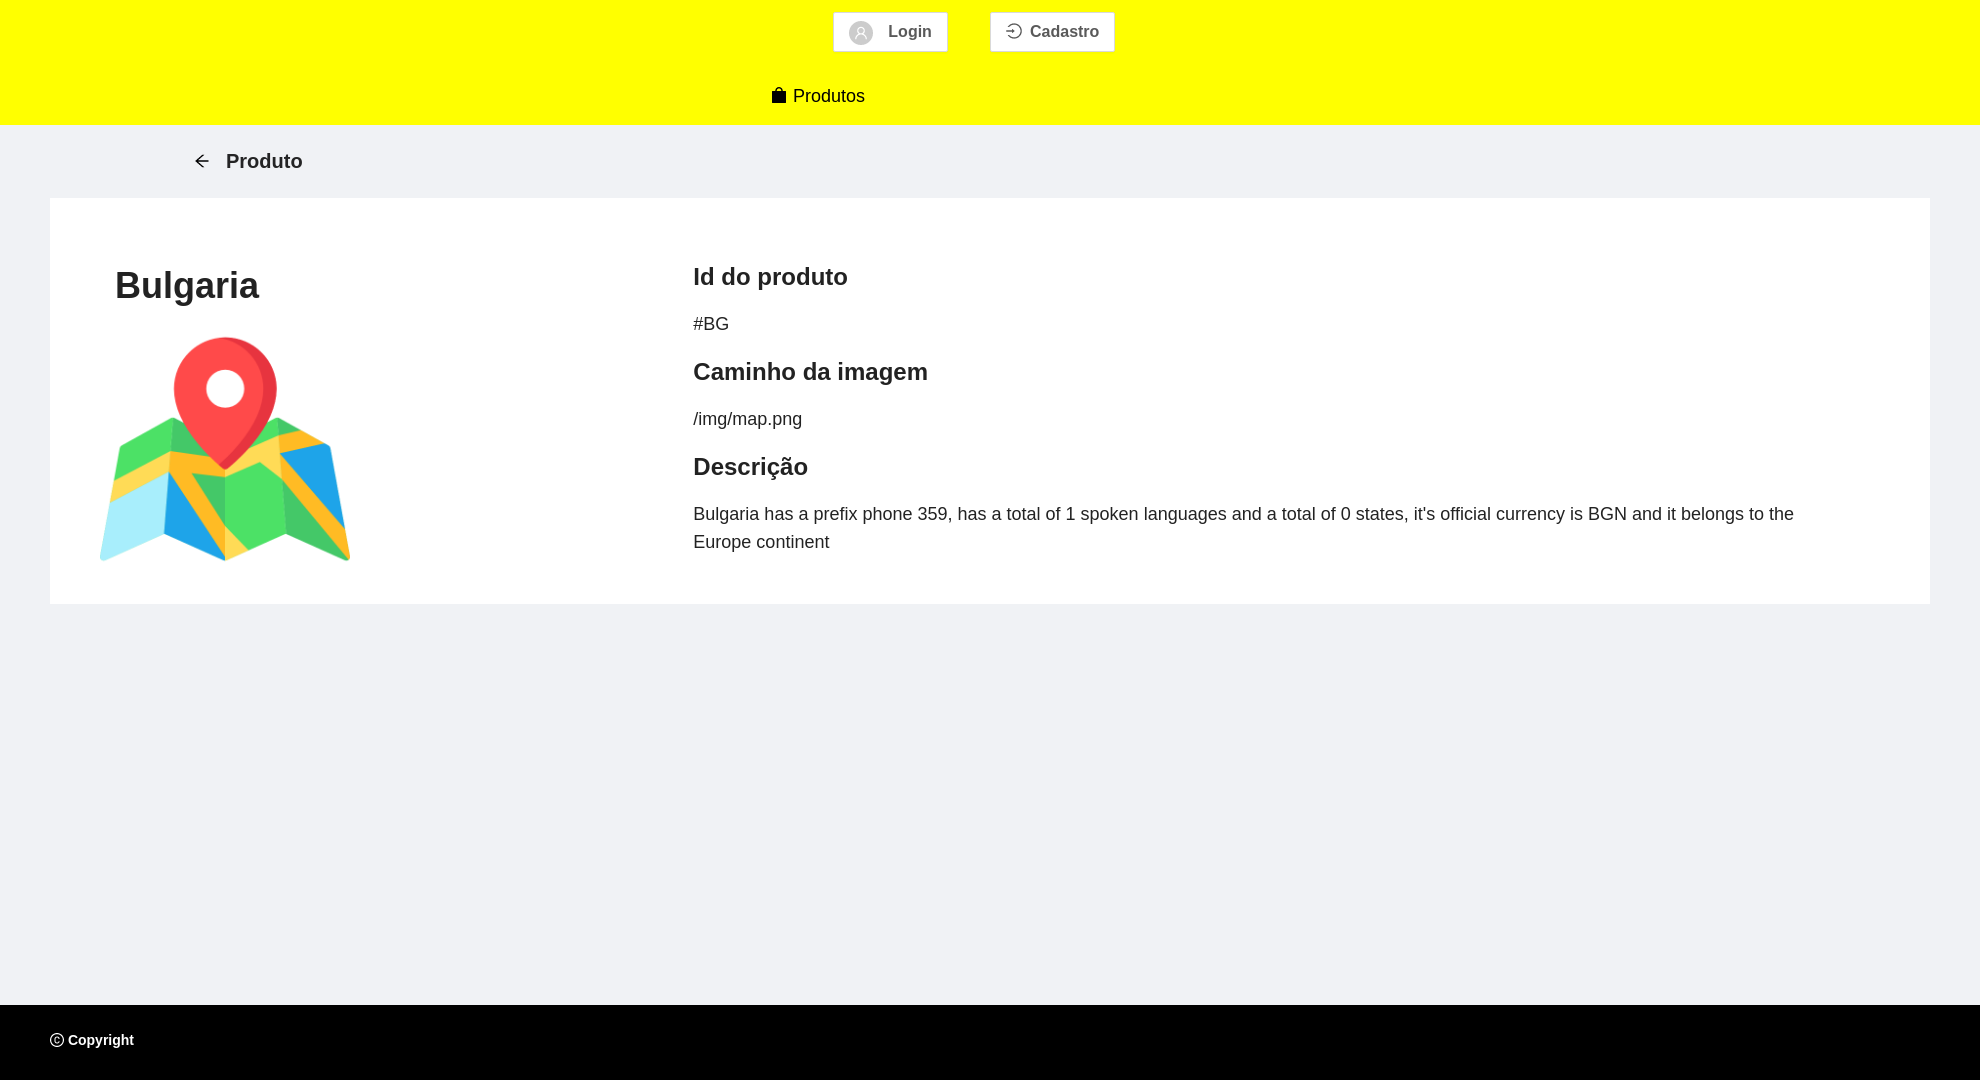 Login
Cadastro
Produtos
Produto
Bulgaria
Id do produto
#BG
Caminho da imagem
/img/map.png
Descrição
Bulgaria has a prefix phone 359, has a total of 1 spoken languages and a total of 0 states, it's official currency is BGN and it belongs to the
Europe continent
© Copyright